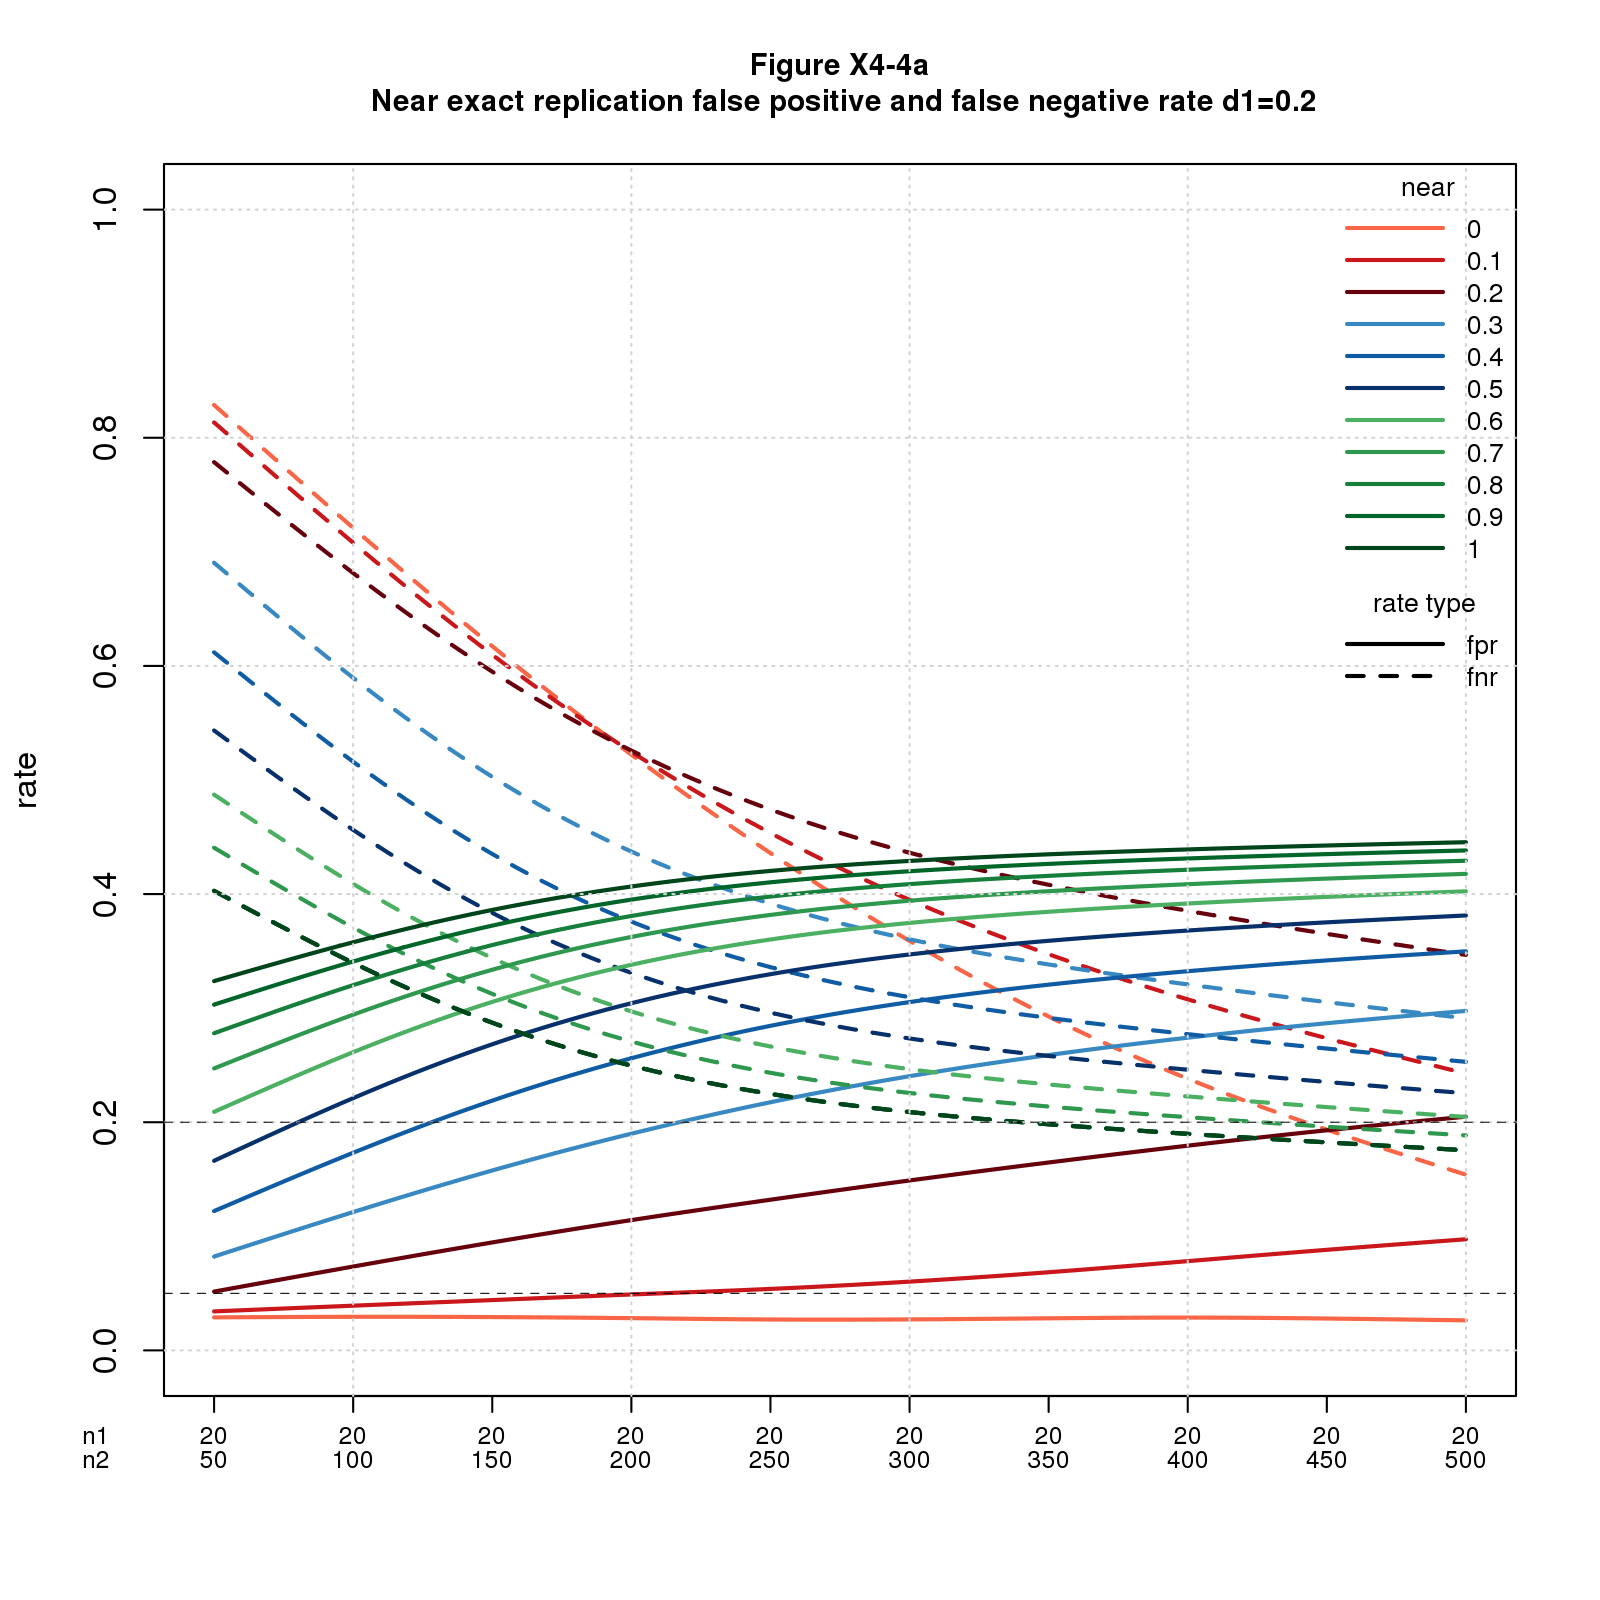 Figure X4-4a
Near exact replication false positive and false negative rate d1=0.2
near
0
0.1
0.2
0.3
0.4
0.5
0.6
0.7
0.8
0.9
1
rate type
fpr
fnr
rate
1.0
0.8
0.6
0.4
0.2
0.0
n1 20 20 20 20 20 20 20 20 20 20
n2 50 100 150 200 250 300 350 400 450 500